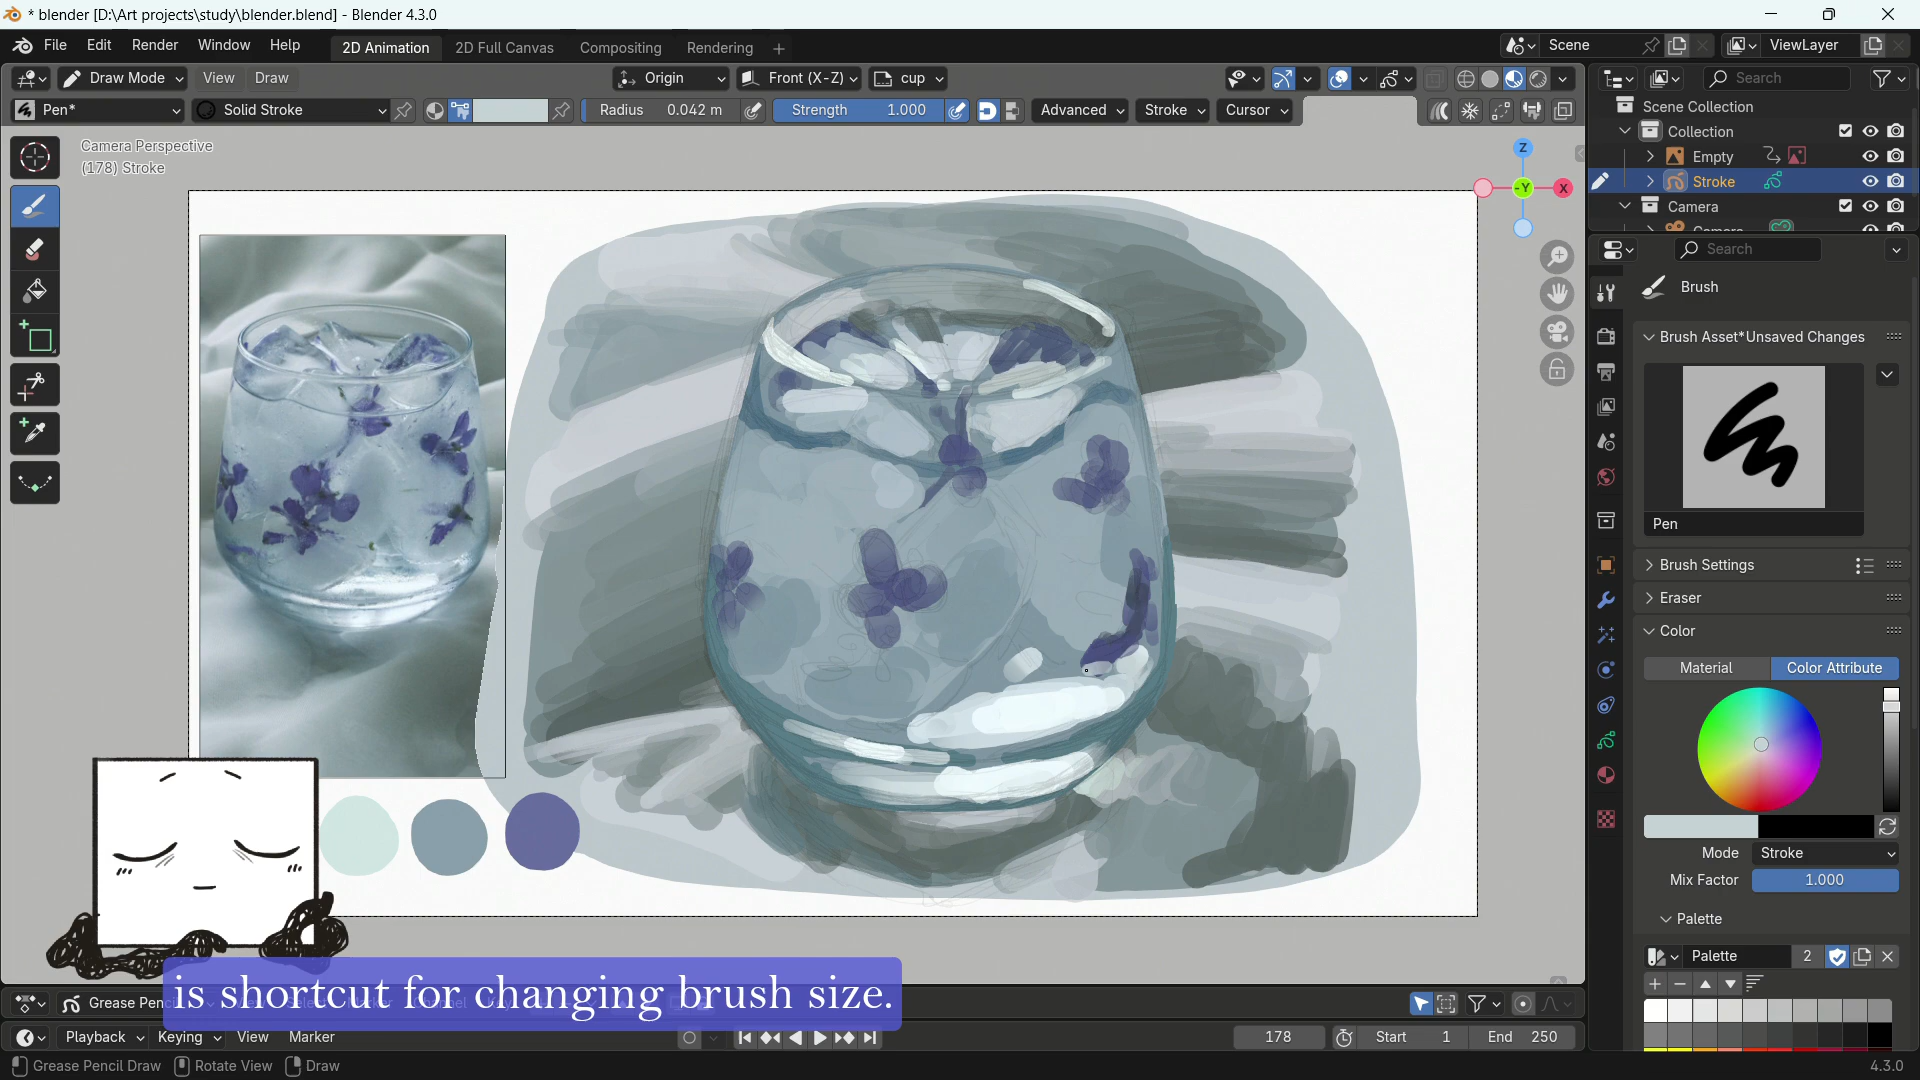 * blender [D:\Art projects\study\blender.blend] - Blender 4.3.0
File Edit Render Window Help 2D Animation 2D Full Canvas Compositing Rendering + Scene ViewLayer
Draw Mode View Draw Origin Front (X-Z) cup Search
Pen* Solid Stroke Radius 0.042 m Strength 1.000 Advanced Stroke Cursor
Scene Collection
Collection
Empty
Stroke
Camera
Camera Perspective
(178) Stroke
Z
-Y X
Search
Brush
Brush Asset*Unsaved Changes
Pen
Brush Settings
Eraser
Color
Material Color Attribute
Mode Stroke
Mix Factor 1.000
Palette
Palette 2
is shortcut for changing brush size.
Playback Keying View Marker 178 Start 1 End 250
Grease Pencil Draw Rotate View Draw 4.3.0